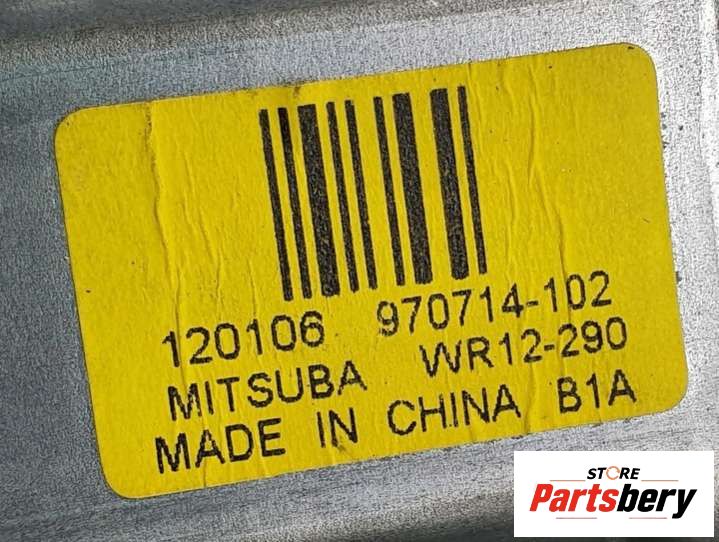 120106 970714-102
MITSUBA WR12-290
MADE IN CHINA B1A
STORE
Partsbery